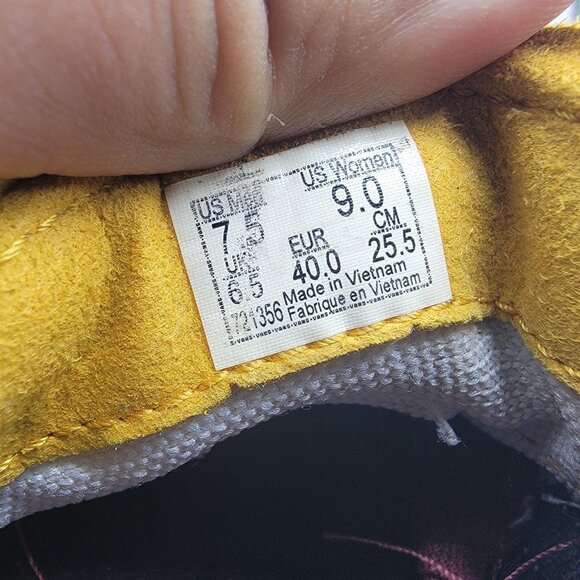 US Men US Women
7.5 9.0
UK EUR CM
6.5 40.0 25.5
Made in Vietnam
721356 Fabrique en Vietnam